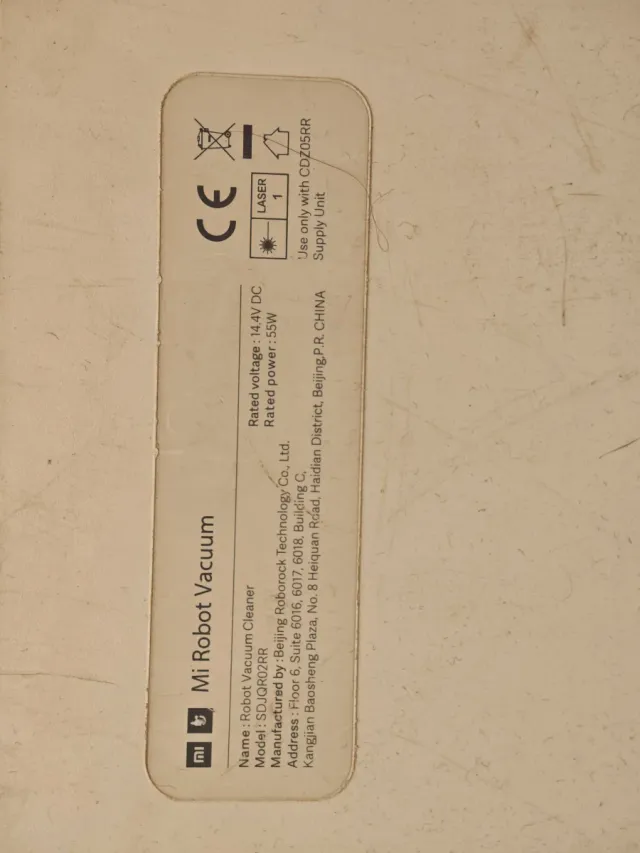 mi Mi Robot Vacuum
Name : Robot Vacuum Cleaner
Model : SDJQR02RR
Rated voltage : 14.4V DC
Rated power : 55W
Manufactured by : Beijing Roborock Technology Co., Ltd.
Address : Floor 6, Suite 6016, 6017, 6018, Building C,
Kangjian Baosheng Plaza, No. 8 Heiquan Road, Haidian District, Beijing,P.R. CHINA
CE
LASER
1
Use only with CDZ05RR
Supply Unit